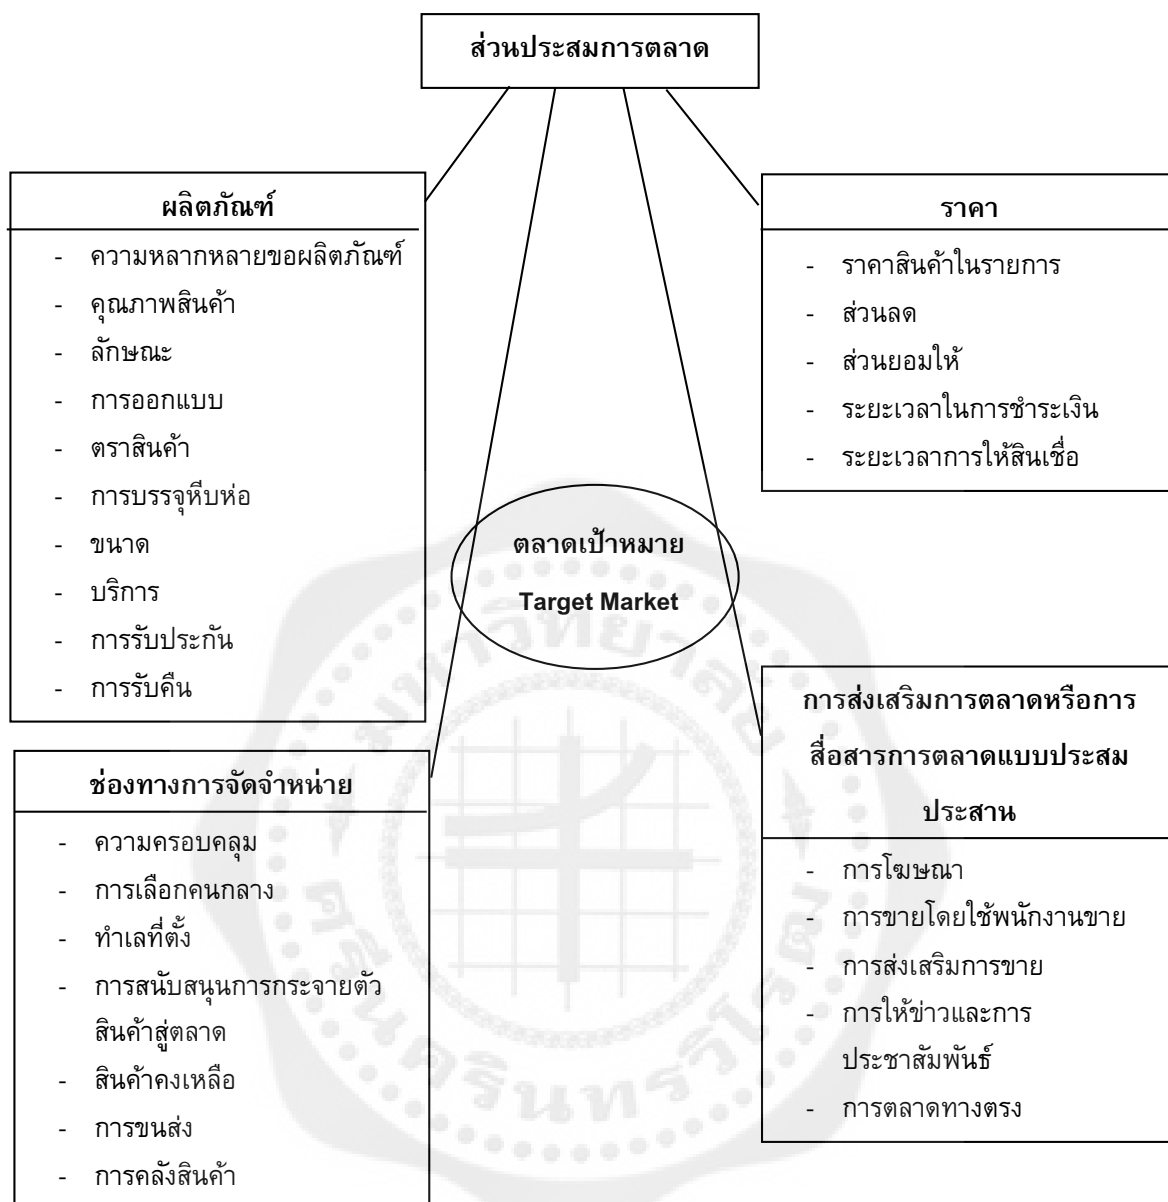 ส่วนประสมการตลาด
ผลิตภัณฑ์
- ความหลากหลายขอผลิตภัณฑ์
- คุณภาพสินค้า
- ลักษณะ
- การออกแบบ
- ตราสินค้า
- การบรรจุหีบห่อ
- ขนาด
- บริการ
- การรับประกัน
- การรับคืน
ราคา
- ราคาสินค้าในรายการ
- ส่วนลด
- ส่วนยอมให้
- ระยะเวลาในการชำระเงิน
- ระยะเวลาการให้สินเชื่อ
ตลาดเป้าหมาย
Target Market
ช่องทางการจัดจำหน่าย
- ความครอบคลุม
- การเลือกคนกลาง
- ทำเลที่ตั้ง
- การสนับสนุนการกระจายตัว
สินค้าสู่ตลาด
- สินค้าคงเหลือ
- การขนส่ง
- การคลังสินค้า
การส่งเสริมการตลาดหรือการ
สื่อสารการตลาดแบบประสม
ประสาน
- การโฆษณา
- การขายโดยใช้พนักงานขาย
- การส่งเสริมการขาย
- การให้ข่าวและการ
ประชาสัมพันธ์
- การตลาดทางตรง
มหาวิทยาลัย
ศรีนครินทรวิโรฒ